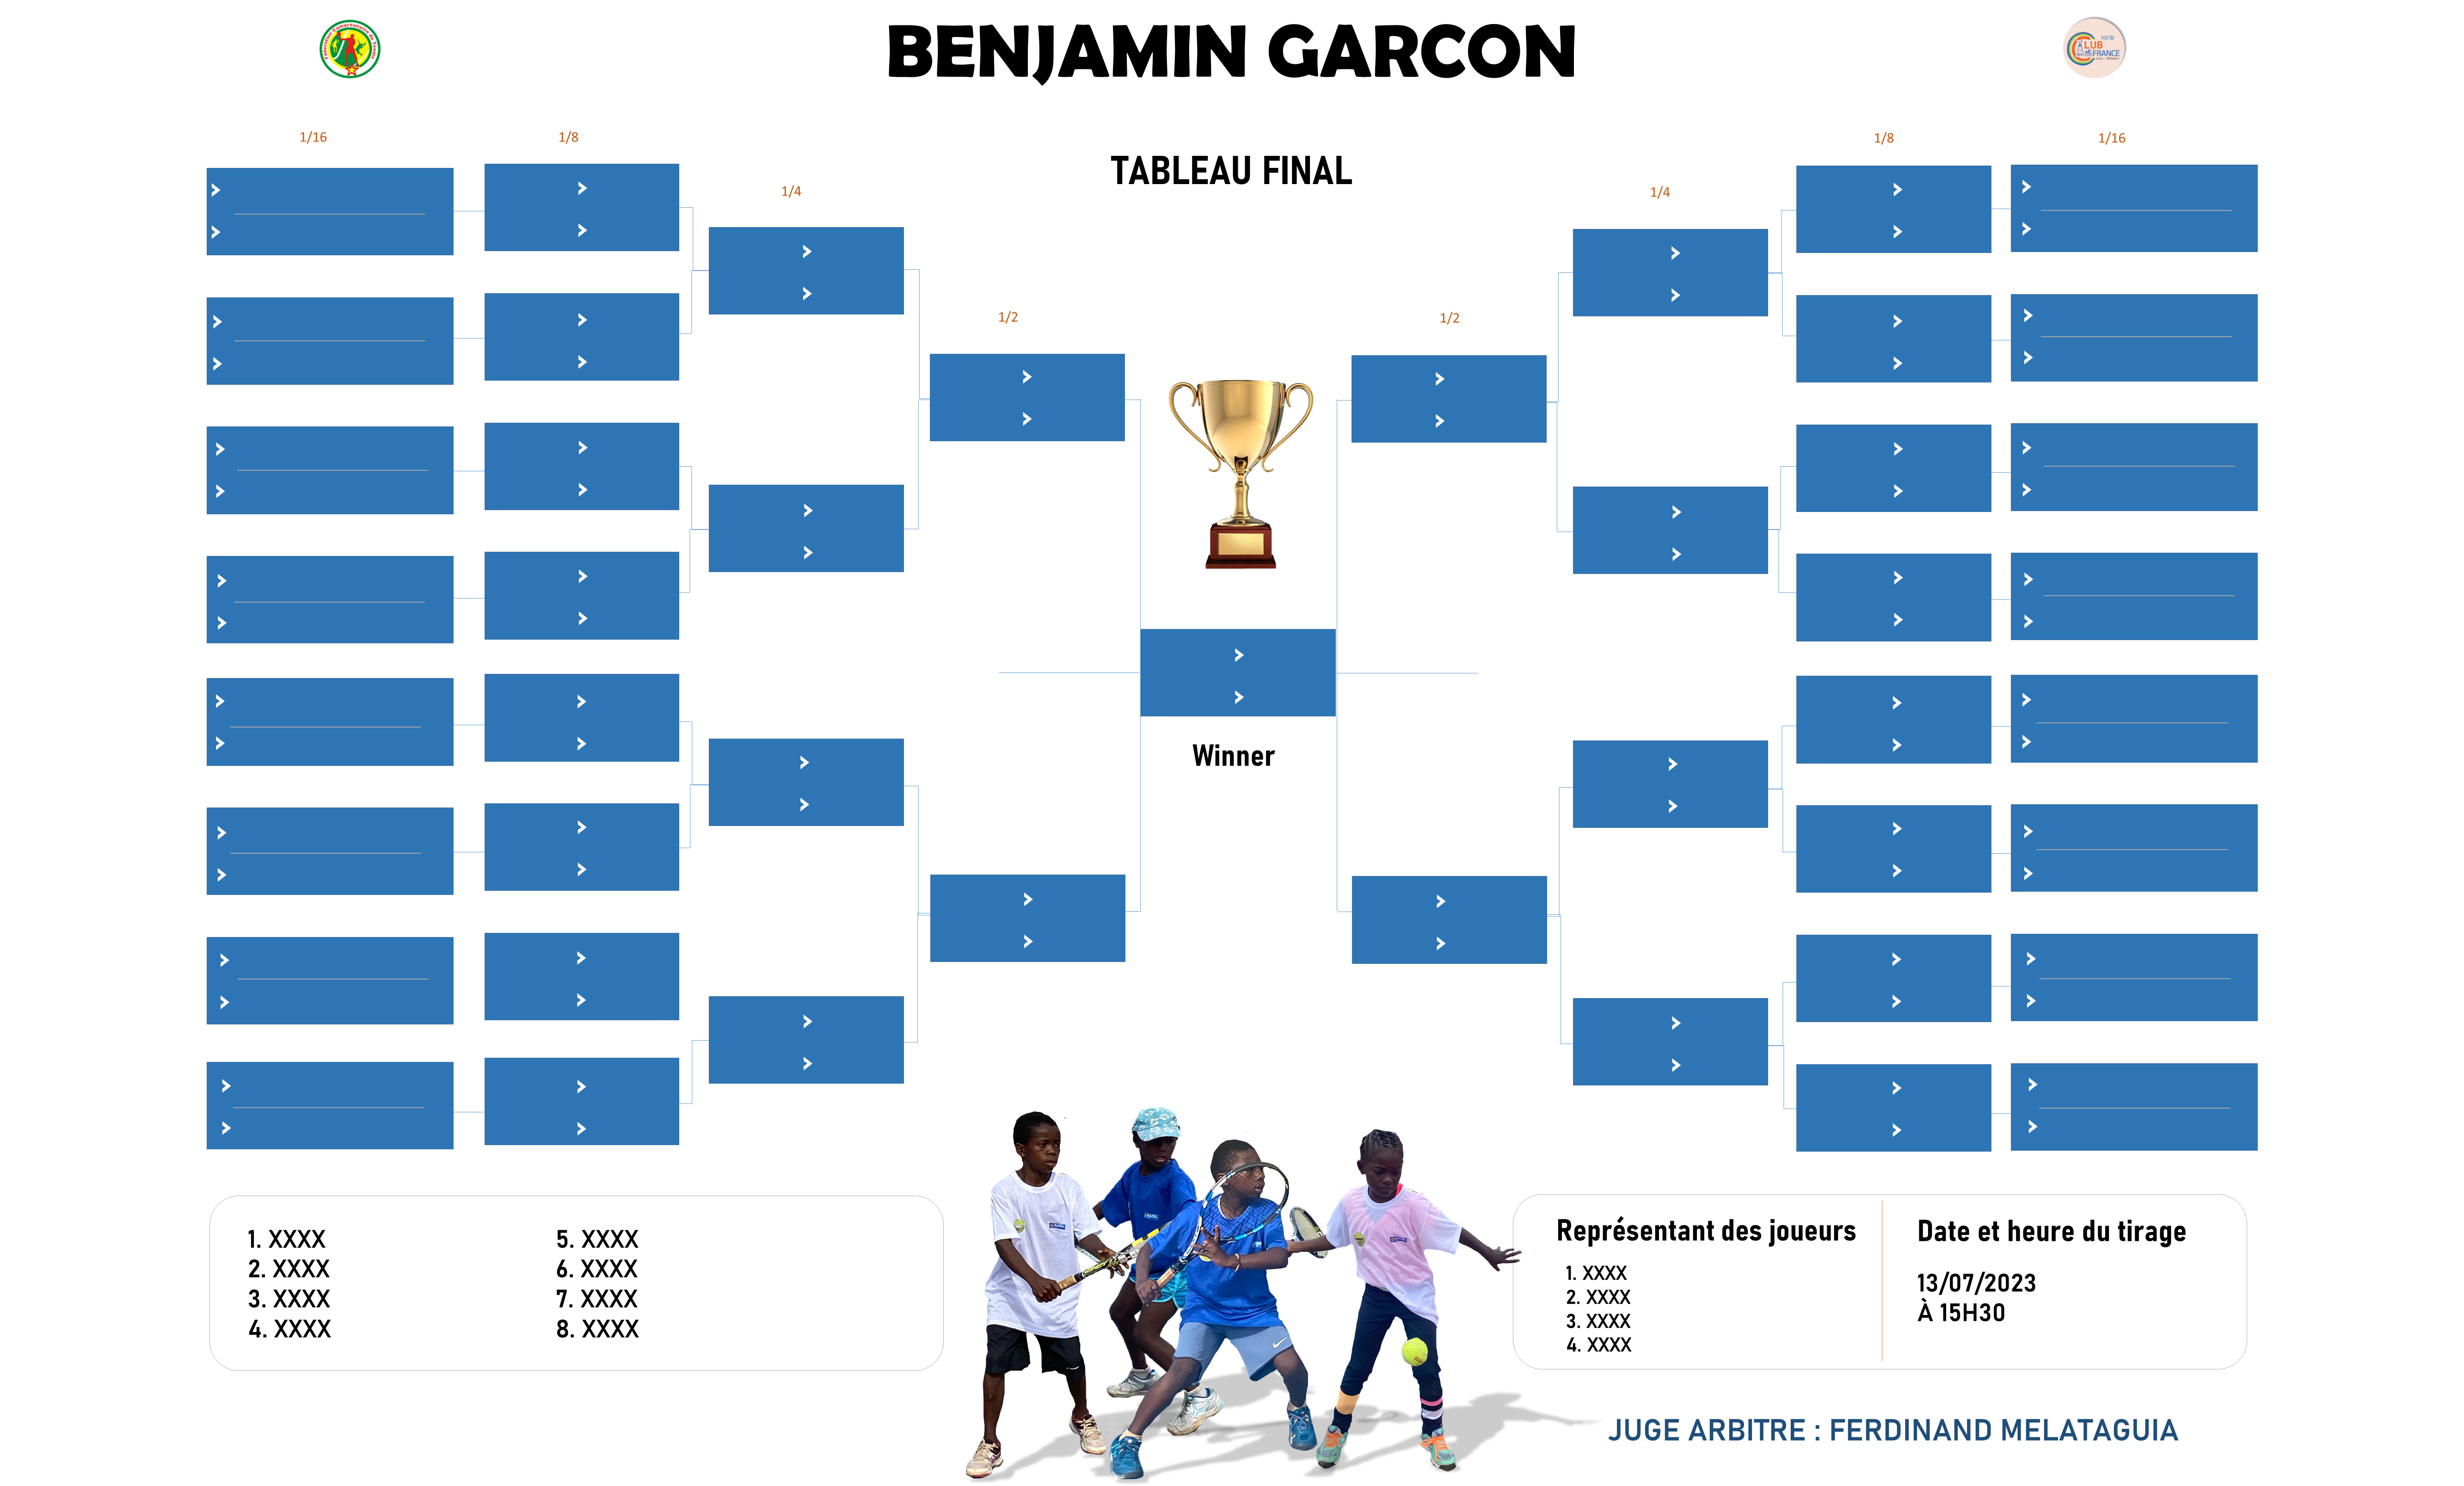 BENJAMIN GARCON
NEW
CLUB
FRANCE
1/16
1/8
1/4
1/2
TABLEAU FINAL
1/2
1/4
1/8
1/16
Winner
1. XXXX
2. XXXX
3. XXXX
4. XXXX
5. XXXX
6. XXXX
7. XXXX
8. XXXX
Représentant des joueurs
1. XXXX
2. XXXX
3. XXXX
4. XXXX
Date et heure du tirage
13/07/2023
À 15H30
JUGE ARBITRE : FERDINAND MELATAGUIA